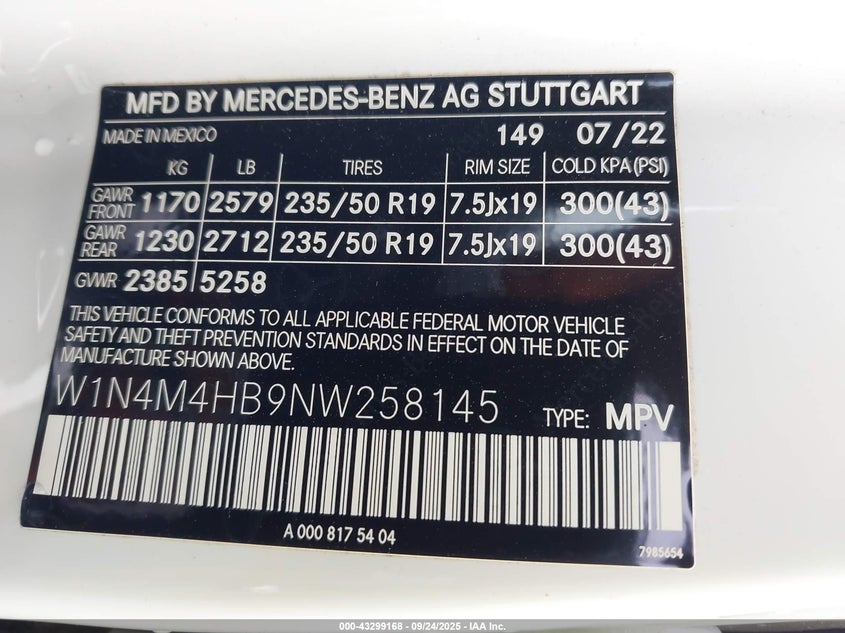 MFD BY MERCEDES-BENZ AG STUTTGART
MADE IN MEXICO 149 07/22
KG LB TIRES RIM SIZE COLD KPA(PSI)
GAWR FRONT 1170 2579 235/50 R19 7.5Jx19 300(43)
GAWR REAR 1230 2712 235/50 R19 7.5Jx19 300(43)
GVWR 2385 5258
THIS VEHICLE CONFORMS TO ALL APPLICABLE FEDERAL MOTOR VEHICLE
SAFETY AND THEFT PREVENTION STANDARDS IN EFFECT ON THE DATE OF
MANUFACTURE SHOWN ABOVE.
W1N4M4HB9NW258145 TYPE: MPV
A 000 817 54 04
7985654
000-43299168 - 09/24/2025 - IAA Inc.